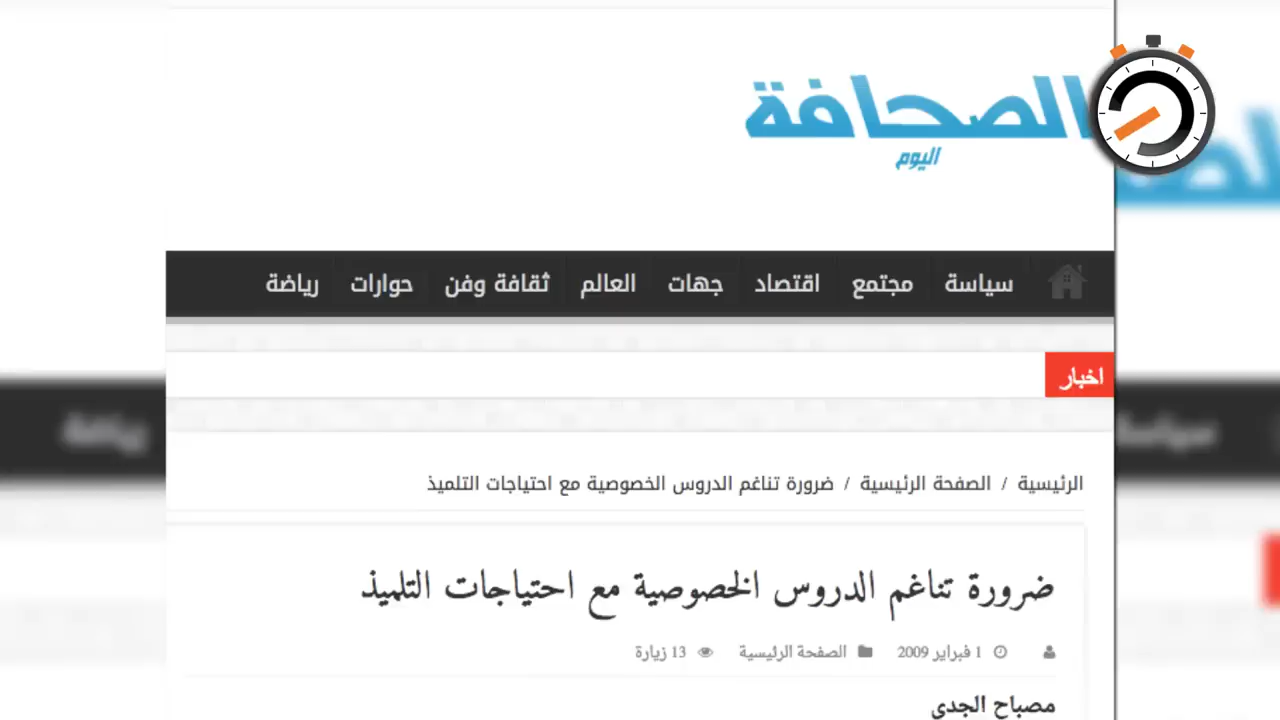 الصحافة
اليوم
سياسة مجتمع اقتصاد جهات العالم ثقافة وفن حوارات رياضة
اخبار
الرئيسية / الصفحة الرئيسية / ضرورة تناغم الدروس الخصوصية مع احتياجات التلميذ
ضرورة تناغم الدروس الخصوصية مع احتياجات التلميذ
1 فبراير 2009 الصفحة الرئيسية 13 زيارة
مصباح الجدي